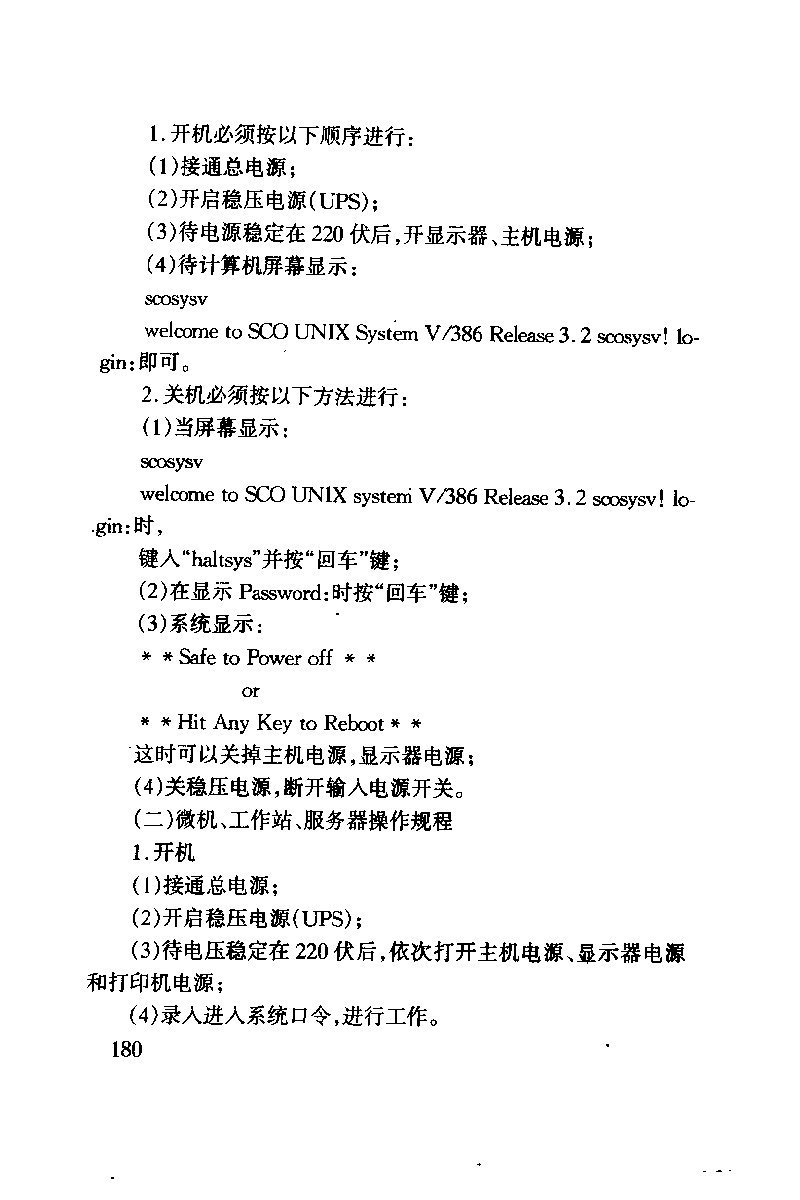 1.开机必须按以下顺序进行:
(1)接通总电源;
(2)开启稳压电源(UPS);
(3)待电源稳定在220伏后,开显示器、主机电源;
(4)待计算机屏幕显示:
scosysv
welcome to SCO UNIX System V/386 Release 3.2 scosysv! lo-
gin:即可。
2.关机必须按以下方法进行:
(1)当屏幕显示:
scosysv
welcome to SCO UNIX system V/386 Release 3.2 scosysv! lo-
gin:时,
键入“haltsys”并按“回车”键;
(2)在显示 Password:时按“回车”键;
(3)系统显示:
* * Safe to Power off * *
or
* * Hit Any Key to Reboot * *
这时可以关掉主机电源,显示器电源;
(4)关稳压电源,断开输入电源开关。
(二)微机、工作站、服务器操作规程
1.开机
(1)接通总电源;
(2)开启稳压电源(UPS);
(3)待电压稳定在220伏后,依次打开主机电源、显示器电源
和打印机电源;
(4)录入进入系统口令,进行工作。
180